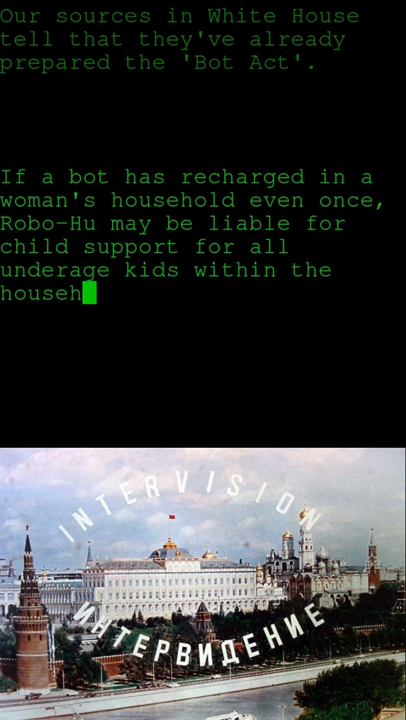 Our sources in White House
tell that they've already
prepared the 'Bot Act'.
If a bot has recharged in a
woman's household even once,
Robo-Hu may be liable for
child support for all
underage kids within the
househ
INTERVISION
ИНТЕРВИДЕНИЕ